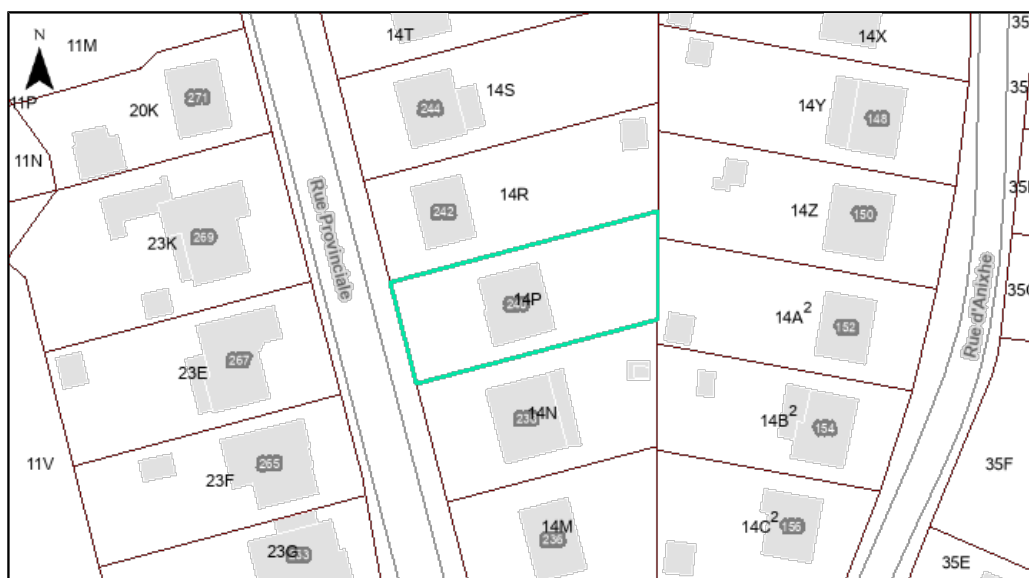 N
11M
14T
35
14X
11P
20K
271
244
14S
14Y
148
35
11N
242
14R
14Z
150
Rue Provinciale
23K
269
14P
14A²
152
Rue d'Anixhe
23E
267
14N
14B²
154
11V
265
23F
35F
14M
236
14C²
156
23G
35E